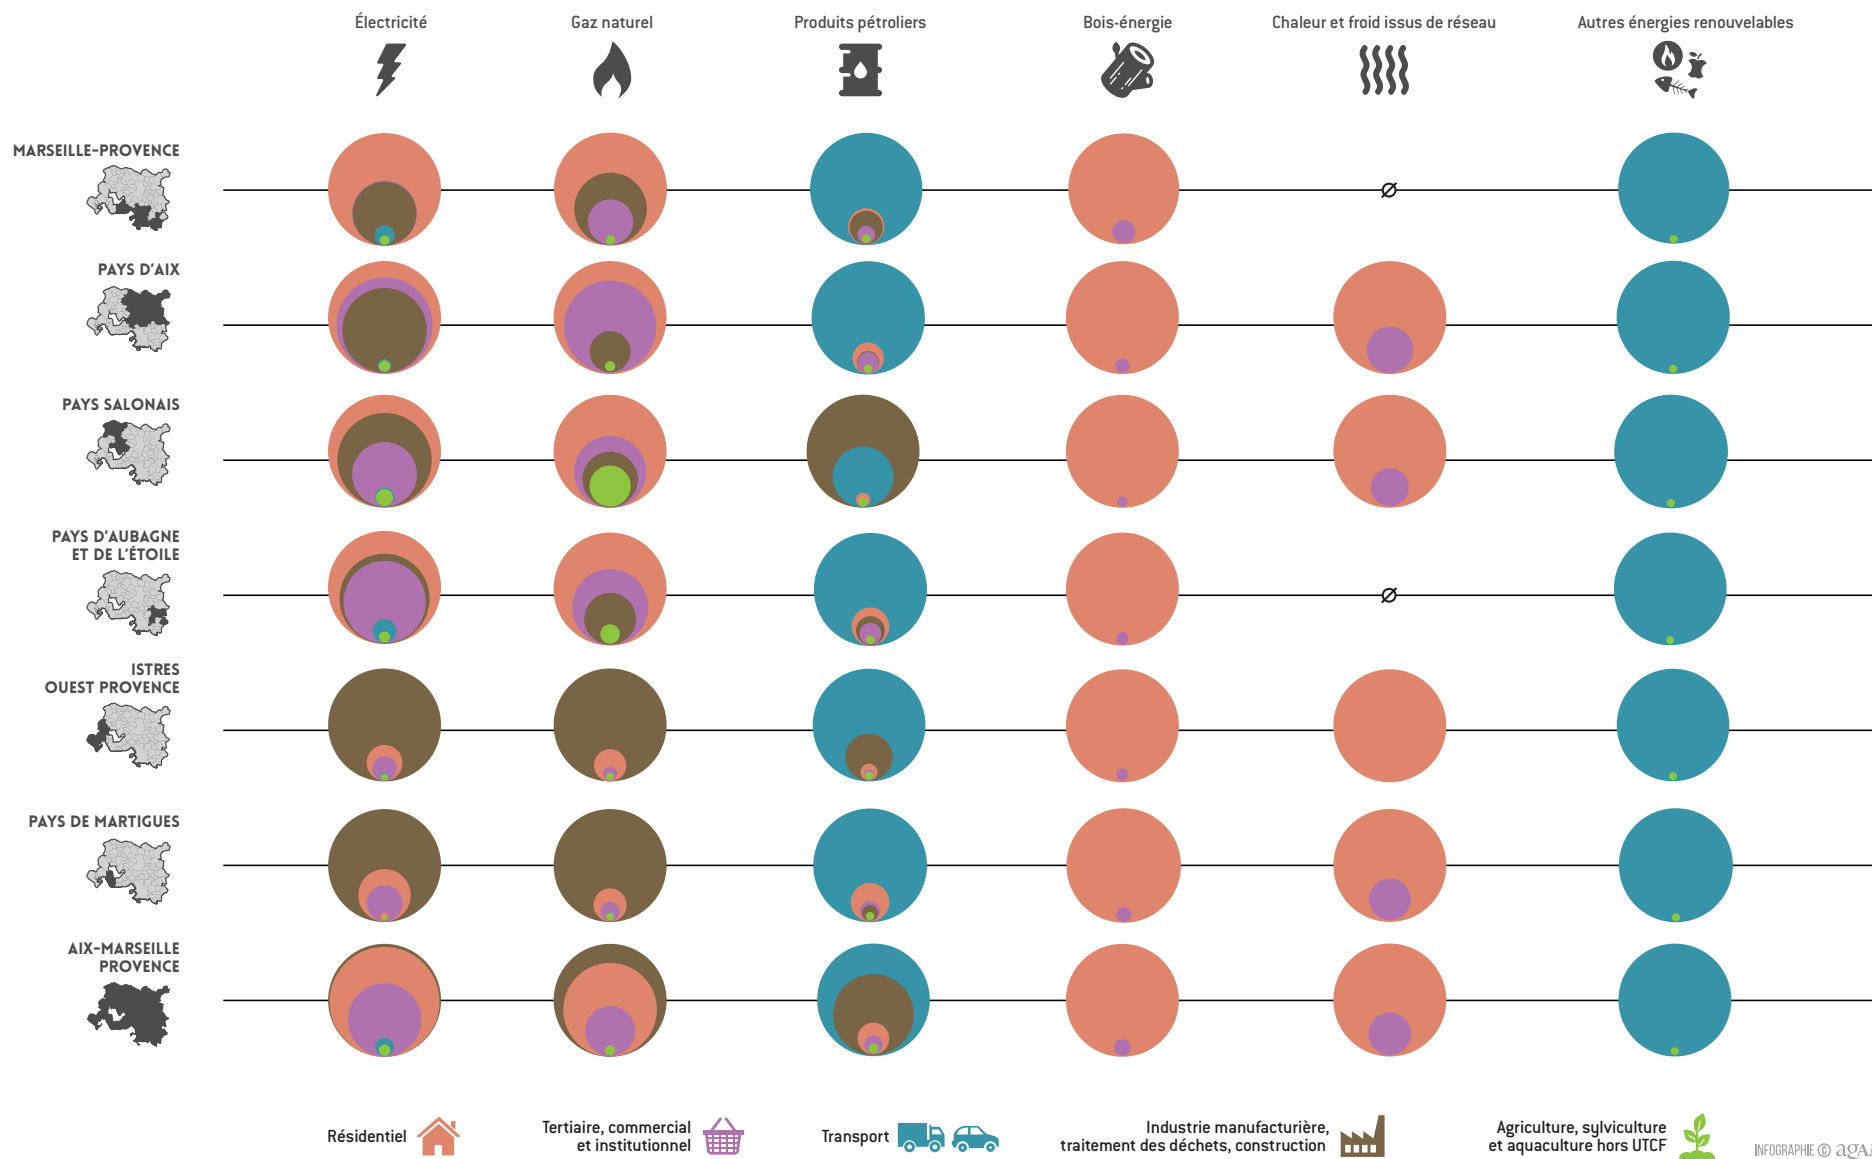 Électricité
Gaz naturel
Produits pétroliers
Bois-énergie
Chaleur et froid issus de réseau
Autres énergies renouvelables
MARSEILLE-PROVENCE
PAYS D'AIX
PAYS SALONAIS
PAYS D'AUBAGNE
ET DE L'ÉTOILE
ISTRES
OUEST PROVENCE
PAYS DE MARTIGUES
AIX-MARSEILLE
PROVENCE
Résidentiel
Tertiaire, commercial
et institutionnel
Transport
Industrie manufacturière,
traitement des déchets, construction
Agriculture, sylviculture
et aquaculture hors UTCF
INFOGRAPHIE ©